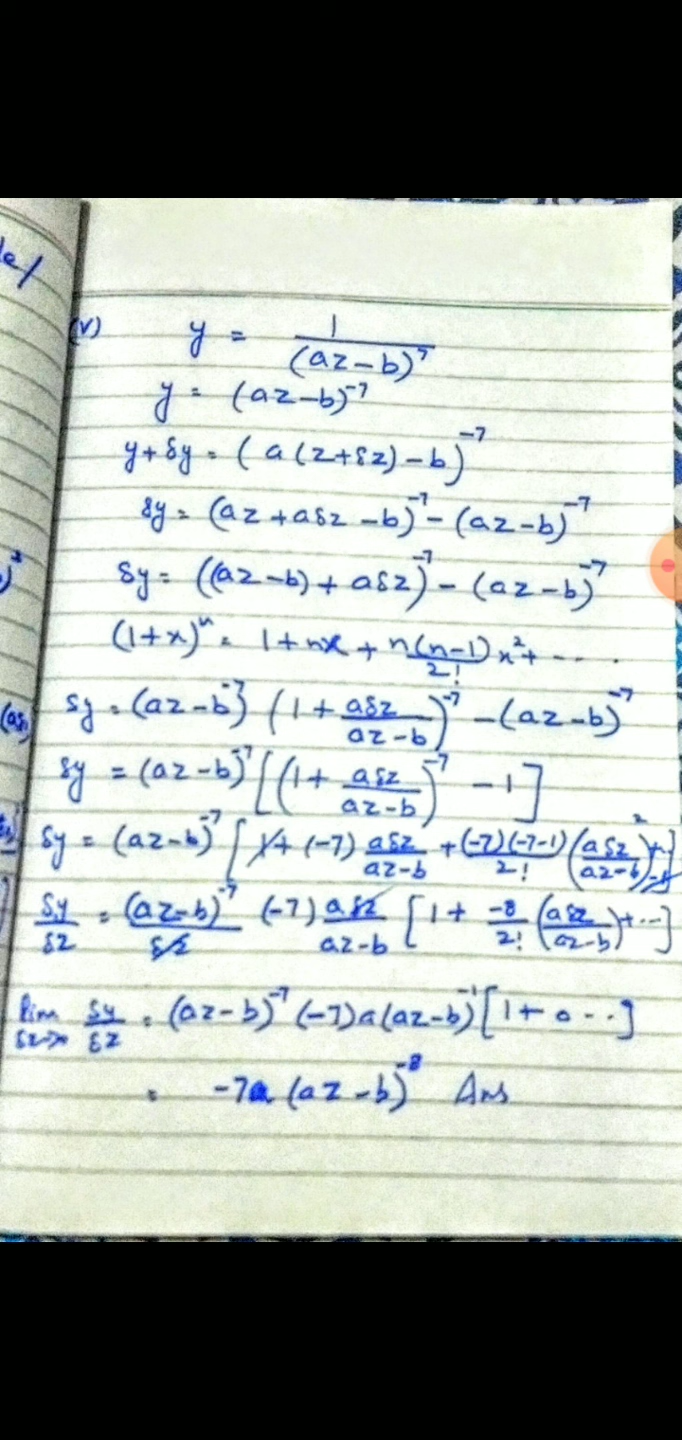 (v) y = 1/(az-b)⁷
y = (az-b)⁻⁷
y+δy = (a(z+δz)-b)⁻⁷
δy = (az+aδz-b)⁻⁷-(az-b)⁻⁷
δy = ((az-b)+aδz)⁻⁷-(az-b)⁻⁷
(1+x)ⁿ = 1+nx+n(n-1)/2! x²+ ....
δy = (az-b)⁻⁷ (1+aδz/az-b)⁻⁷-(az-b)⁻⁷
δy = (az-b)⁻⁷[(1+aδz/az-b)⁻⁷-1]
δy = (az-b)⁻⁷[1+(-7) aδz/az-b+(-7)(-7-1)/2! (aδz/az-b)²+..-1]
δy/δz = (az-b)⁻⁷/δz (-7) aδz/az-b [1+ -8/2! (aδz/az-b)+...]
lim δz→0 δy/δz = (az-b)⁻⁷(-7)a(az-b)⁻¹[1+0...]
= -7a(az-b)⁻⁸ Ans